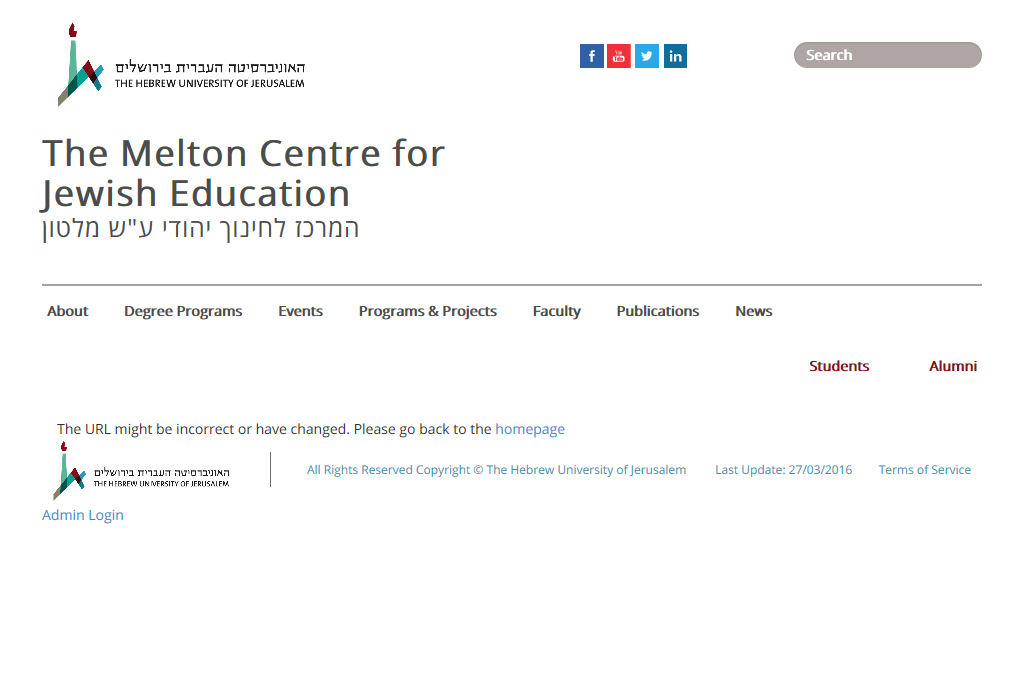 האוניברסיטה העברית בירושלים
THE HEBREW UNIVERSITY OF JERUSALEM
f
You Tube
in
Search
The Melton Centre for
Jewish Education
המרכז לחינוך יהודי ע"ש מלטון
About Degree Programs Events Programs & Projects Faculty Publications News
Students Alumni
The URL might be incorrect or have changed. Please go back to the homepage
האוניברסיטה העברית בירושלים
THE HEBREW UNIVERSITY OF JERUSALEM
All Rights Reserved Copyright © The Hebrew University of Jerusalem Last Update: 27/03/2016 Terms of Service
Admin Login